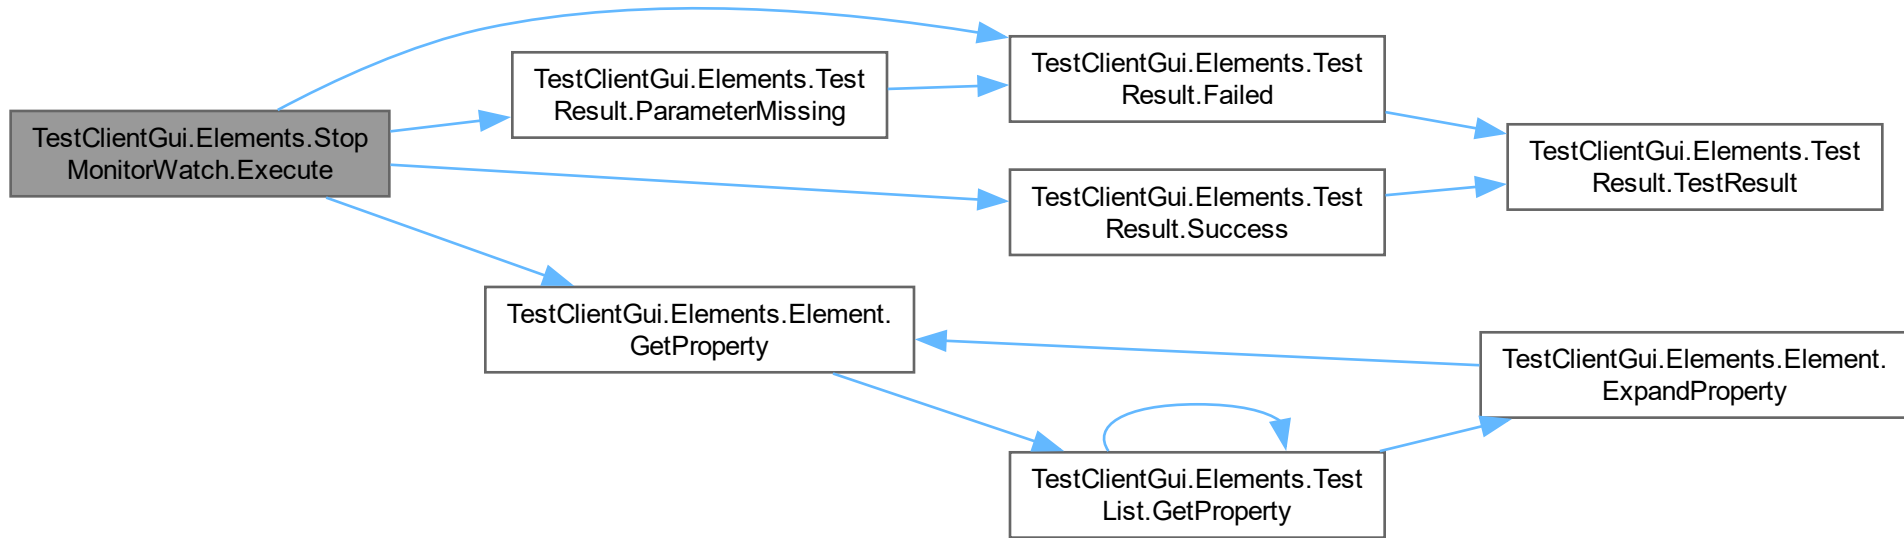 TestClientGui.Elements.Stop
MonitorWatch.Execute
TestClientGui.Elements.Test
Result.ParameterMissing
TestClientGui.Elements.Test
Result.Failed
TestClientGui.Elements.Test
Result.TestResult
TestClientGui.Elements.Test
Result.Success
TestClientGui.Elements.Element.
GetProperty
TestClientGui.Elements.Test
List.GetProperty
TestClientGui.Elements.Element.
ExpandProperty